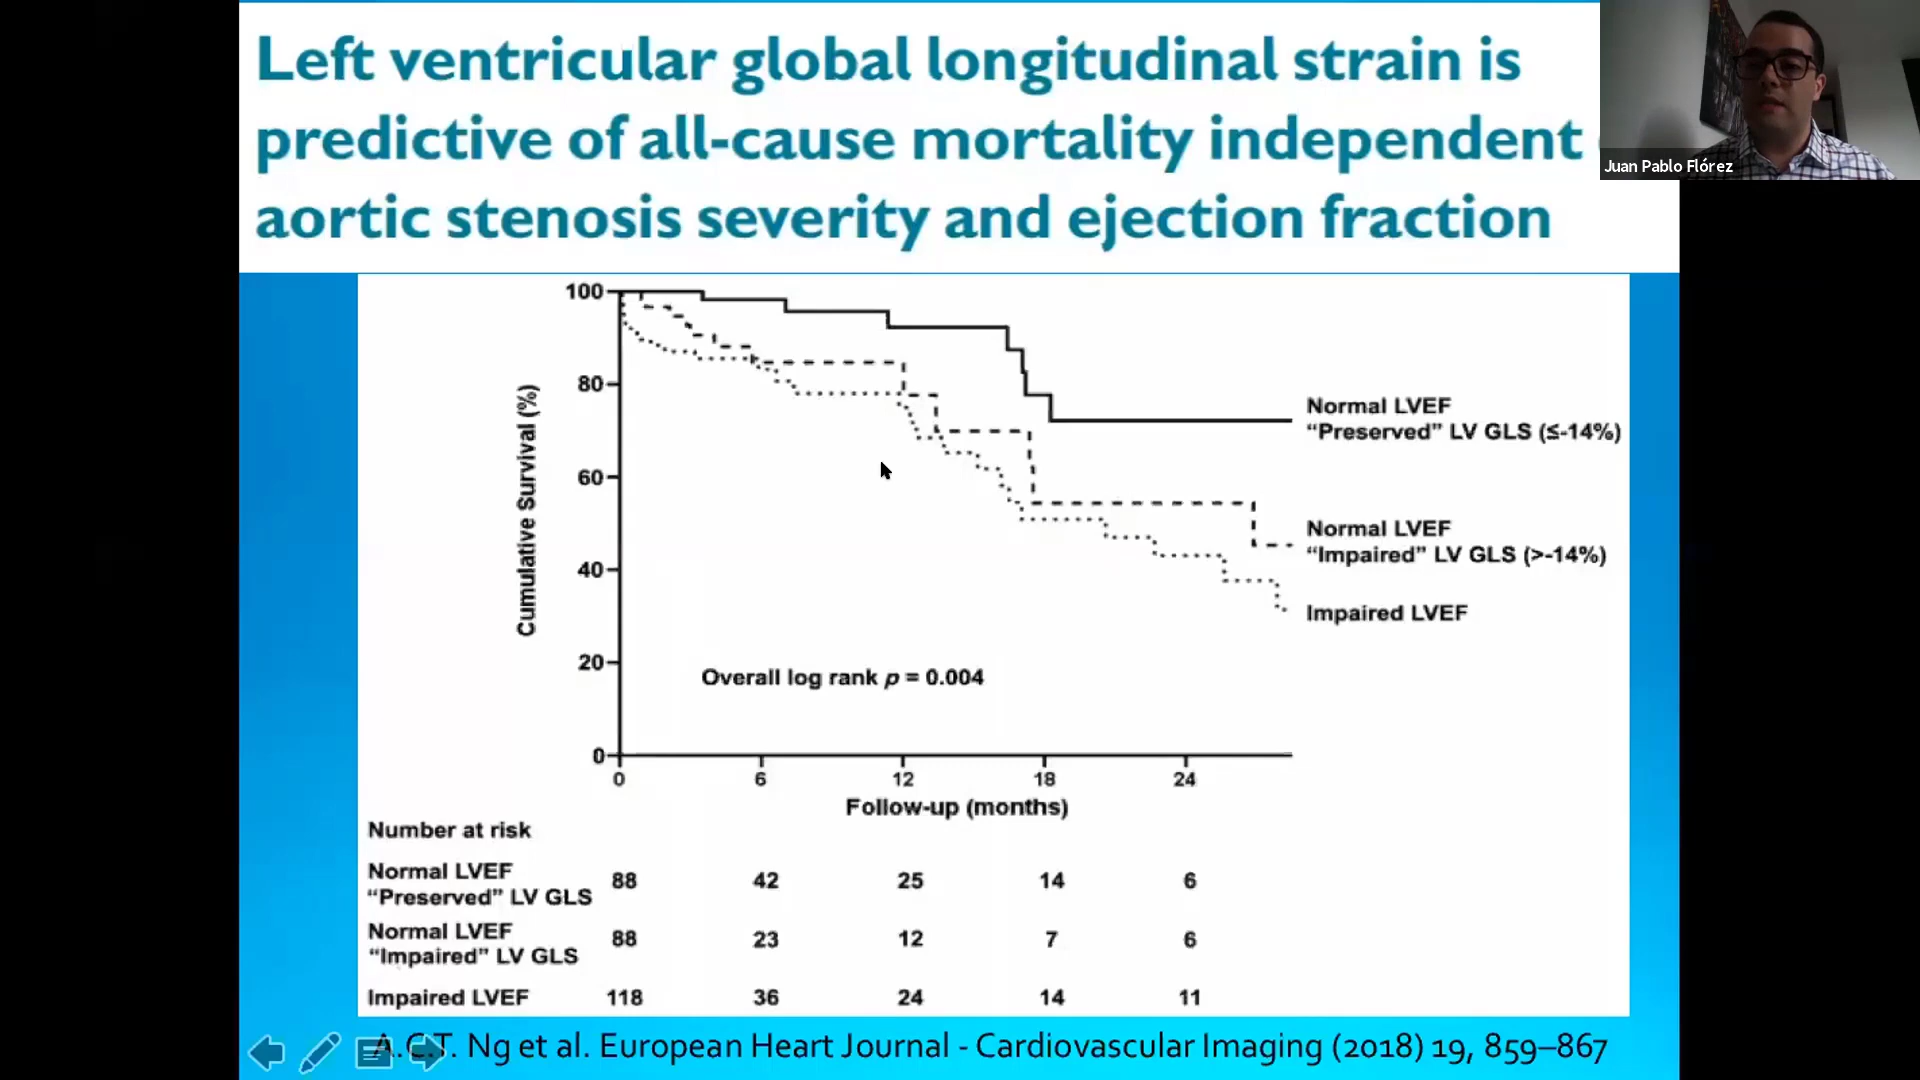 Left ventricular global longitudinal strain is
predictive of all-cause mortality independent
aortic stenosis severity and ejection fraction
Juan Pablo Flórez
100
80
60
40
20
0
Cumulative Survival (%)
Normal LVEF
“Preserved” LV GLS (≤-14%)
Normal LVEF
“Impaired” LV GLS (>-14%)
Impaired LVEF
Overall log rank p = 0.004
0 6 12 18 24
Follow-up (months)
Number at risk
Normal LVEF
“Preserved” LV GLS 88 42 25 14 6
Normal LVEF
“Impaired” LV GLS 88 23 12 7 6
Impaired LVEF 118 36 24 14 11
A.C.T. Ng et al. European Heart Journal - Cardiovascular Imaging (2018) 19, 859–867